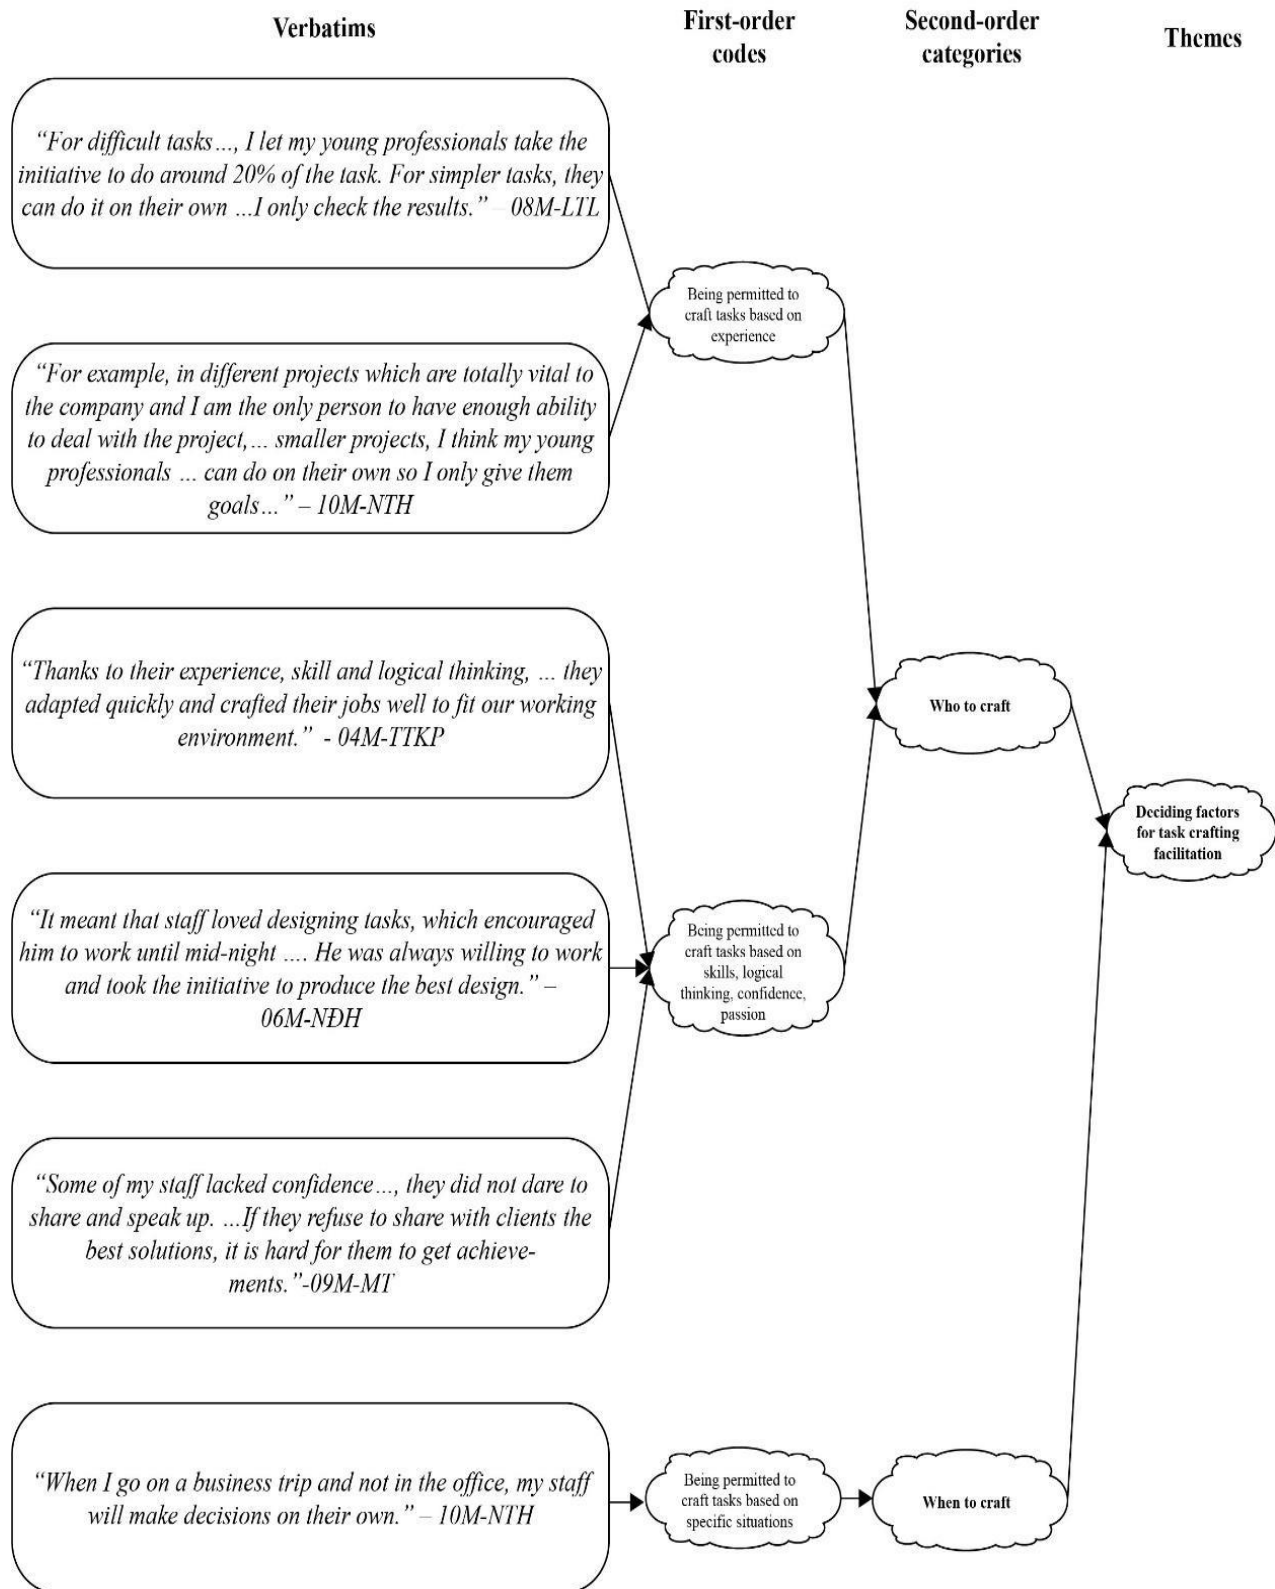 Verbatims
First-order
codes
Second-order
categories
Themes
“For difficult tasks…, I let my young professionals take the
initiative to do around 20% of the task. For simpler tasks, they
can do it on their own …I only check the results.” – 08M-LTL
Being permitted to
craft tasks based on
experience
“For example, in different projects which are totally vital to
the company and I am the only person to have enough ability
to deal with the project,… smaller projects, I think my young
professionals … can do on their own so I only give them
goals…” – 10M-NTH
“Thanks to their experience, skill and logical thinking, … they
adapted quickly and crafted their jobs well to fit our working
environment.” - 04M-TTKP
Who to craft
Deciding factors
for task crafting
facilitation
“It meant that staff loved designing tasks, which encouraged
him to work until mid-night …. He was always willing to work
and took the initiative to produce the best design.” –
06M-NĐH
Being permitted to
craft tasks based on
skills, logical
thinking, confidence,
passion
“Some of my staff lacked confidence…, they did not dare to
share and speak up. …If they refuse to share with clients the
best solutions, it is hard for them to get achieve-
ments.”-09M-MT
“When I go on a business trip and not in the office, my staff
will make decisions on their own.” – 10M-NTH
Being permitted to
craft tasks based on
specific situations
When to craft